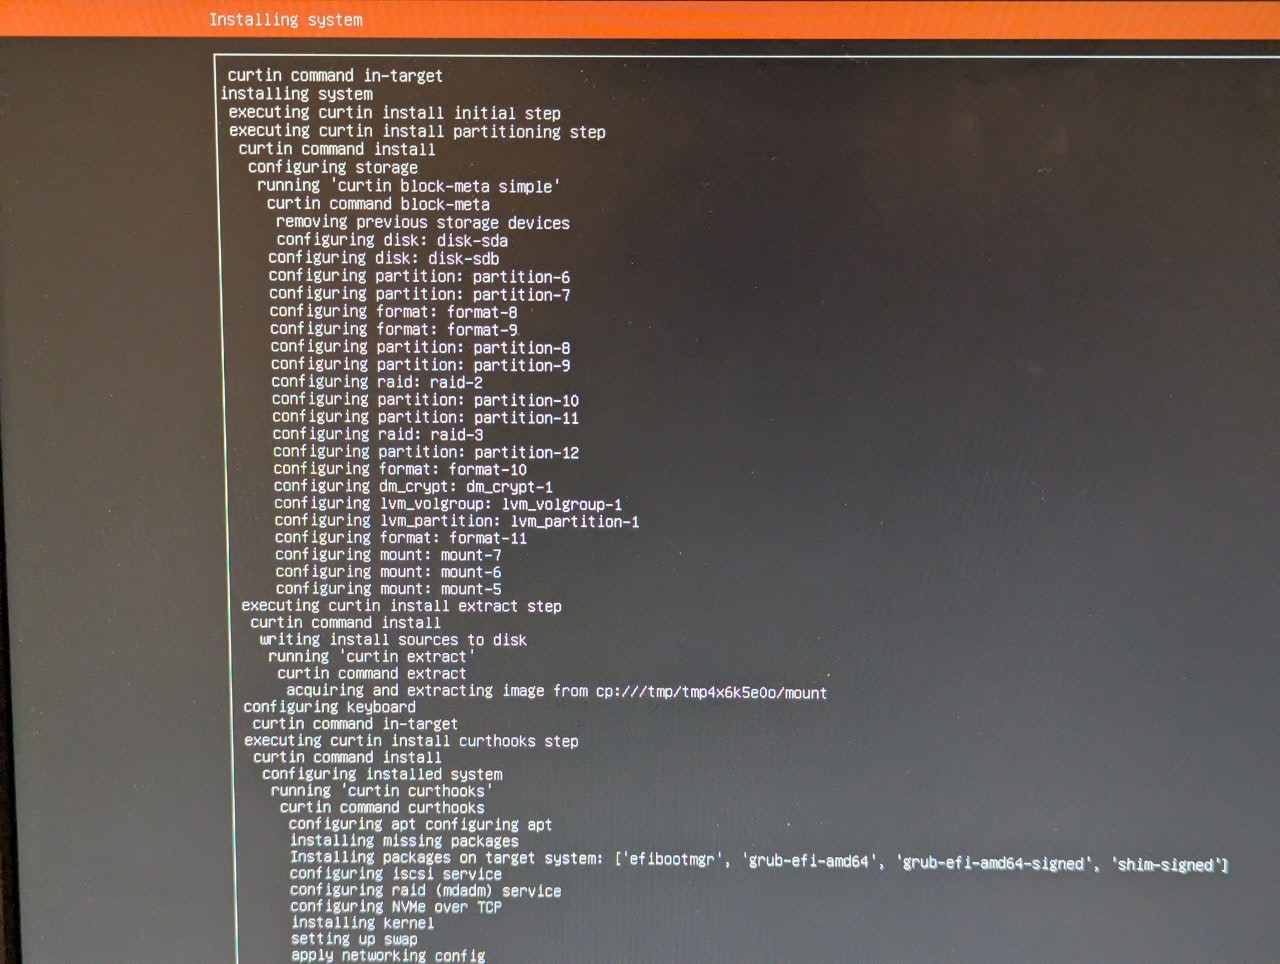 Installing system
curtin command in-target
installing system
executing curtin install initial step
executing curtin install partitioning step
curtin command install
configuring storage
running 'curtin block-meta simple'
curtin command block-meta
removing previous storage devices
configuring disk: disk-sda
configuring disk: disk-sdb
configuring partition: partition-6
configuring partition: partition-7
configuring format: format-8
configuring format: format-9
configuring partition: partition-8
configuring partition: partition-9
configuring raid: raid-2
configuring partition: partition-10
configuring partition: partition-11
configuring raid: raid-3
configuring partition: partition-12
configuring format: format-10
configuring dm_crypt: dm_crypt-1
configuring lvm_volgroup: lvm_volgroup-1
configuring lvm_partition: lvm_partition-1
configuring format: format-11
configuring mount: mount-7
configuring mount: mount-6
configuring mount: mount-5
executing curtin install extract step
curtin command install
writing install sources to disk
running 'curtin extract'
curtin command extract
acquiring and extracting image from cp:///tmp/tmp4x6k5e0o/mount
configuring keyboard
curtin command in-target
executing curtin install curthooks step
curtin command install
configuring installed system
running 'curtin curthooks'
curtin command curthooks
configuring apt configuring apt
installing missing packages
Installing packages on target system: ['efibootmgr', 'grub-efi-amd64', 'grub-efi-amd64-signed', 'shim-signed']
configuring iscsi service
configuring raid (mdadm) service
configuring NVMe over TCP
installing kernel
setting up swap
apply networking config